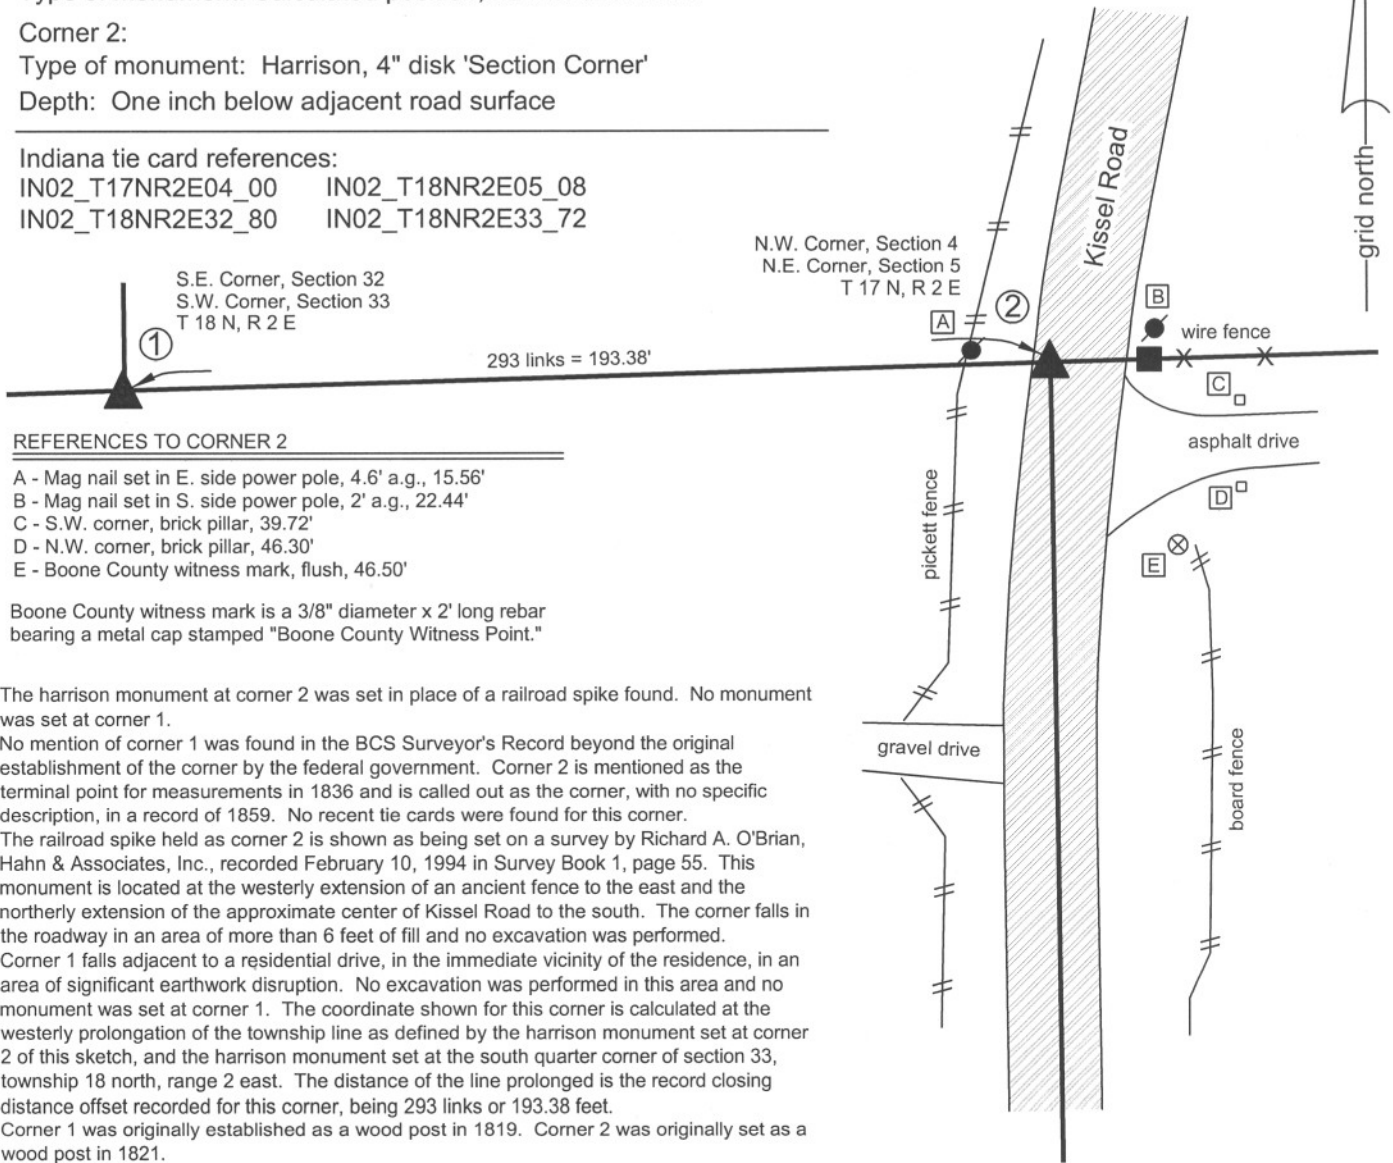 Corner 2:
Type of monument: Harrison, 4" disk 'Section Corner'
Depth: One inch below adjacent road surface
Indiana tie card references:
IN02_T17NR2E04_00 IN02_T18NR2E05_08
IN02_T18NR2E32_80 IN02_T18NR2E33_72
S.E. Corner, Section 32
S.W. Corner, Section 33
T 18 N, R 2 E
1
293 links = 193.38'
N.W. Corner, Section 4
N.E. Corner, Section 5
T 17 N, R 2 E
A
2
Kissel Road
B
wire fence
C
asphalt drive
D
E
grid north
pickett fence
gravel drive
board fence
REFERENCES TO CORNER 2
A - Mag nail set in E. side power pole, 4.6' a.g., 15.56'
B - Mag nail set in S. side power pole, 2' a.g., 22.44'
C - S.W. corner, brick pillar, 39.72'
D - N.W. corner, brick pillar, 46.30'
E - Boone County witness mark, flush, 46.50'
Boone County witness mark is a 3/8" diameter x 2' long rebar
bearing a metal cap stamped "Boone County Witness Point."
The harrison monument at corner 2 was set in place of a railroad spike found. No monument
was set at corner 1.
No mention of corner 1 was found in the BCS Surveyor's Record beyond the original
establishment of the corner by the federal government. Corner 2 is mentioned as the
terminal point for measurements in 1836 and is called out as the corner, with no specific
description, in a record of 1859. No recent tie cards were found for this corner.
The railroad spike held as corner 2 is shown as being set on a survey by Richard A. O'Brian,
Hahn & Associates, Inc., recorded February 10, 1994 in Survey Book 1, page 55. This
monument is located at the westerly extension of an ancient fence to the east and the
northerly extension of the approximate center of Kissel Road to the south. The corner falls in
the roadway in an area of more than 6 feet of fill and no excavation was performed.
Corner 1 falls adjacent to a residential drive, in the immediate vicinity of the residence, in an
area of significant earthwork disruption. No excavation was performed in this area and no
monument was set at corner 1. The coordinate shown for this corner is calculated at the
westerly prolongation of the township line as defined by the harrison monument set at corner
2 of this sketch, and the harrison monument set at the south quarter corner of section 33,
township 18 north, range 2 east. The distance of the line prolonged is the record closing
distance offset recorded for this corner, being 293 links or 193.38 feet.
Corner 1 was originally established as a wood post in 1819. Corner 2 was originally set as a
wood post in 1821.